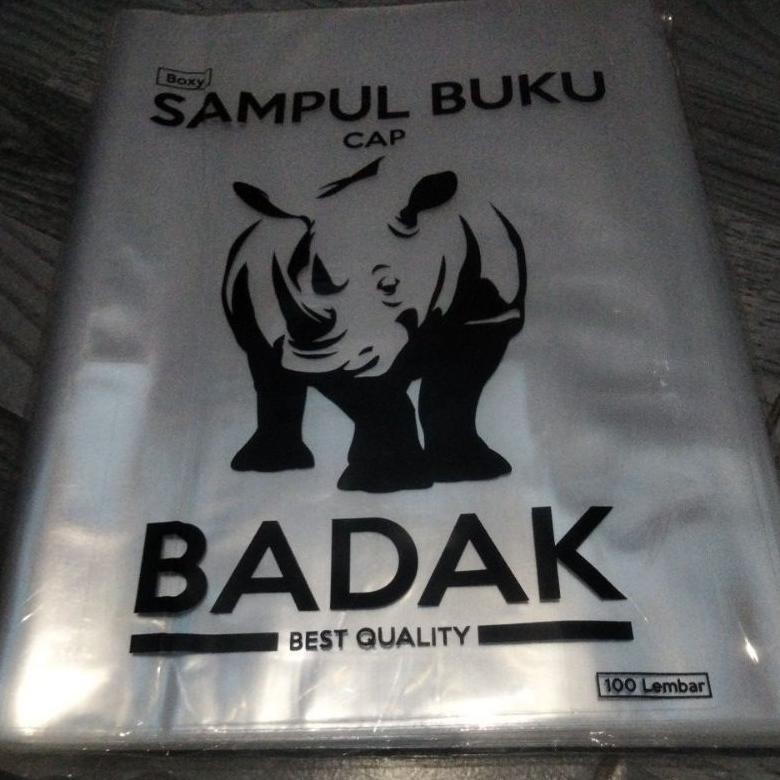 Boxy
SAMPUL BUKU
CAP
BADAK
BEST QUALITY
100 Lembar